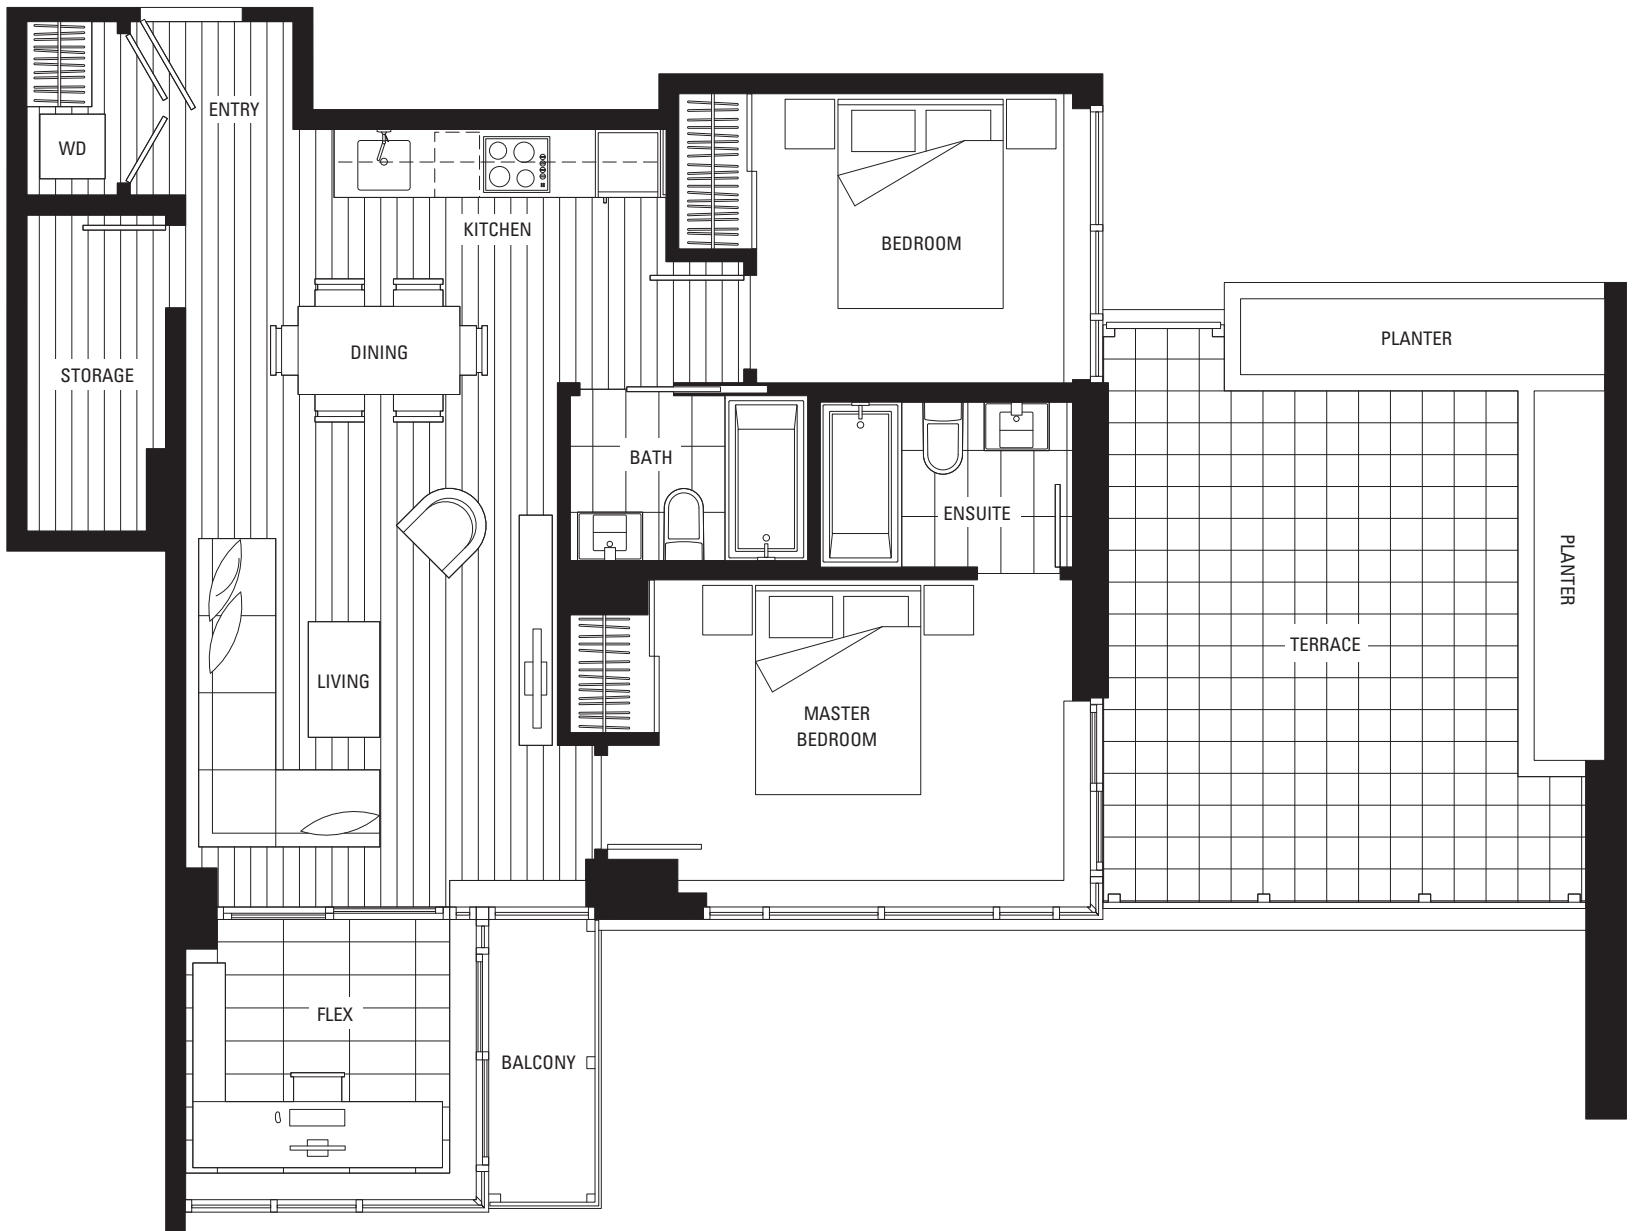 ENTRY
WD
KITCHEN
BEDROOM
PLANTER
DINING
STORAGE
BATH
ENSUITE
PLANTER
TERRACE
LIVING
MASTER
BEDROOM
FLEX
BALCONY